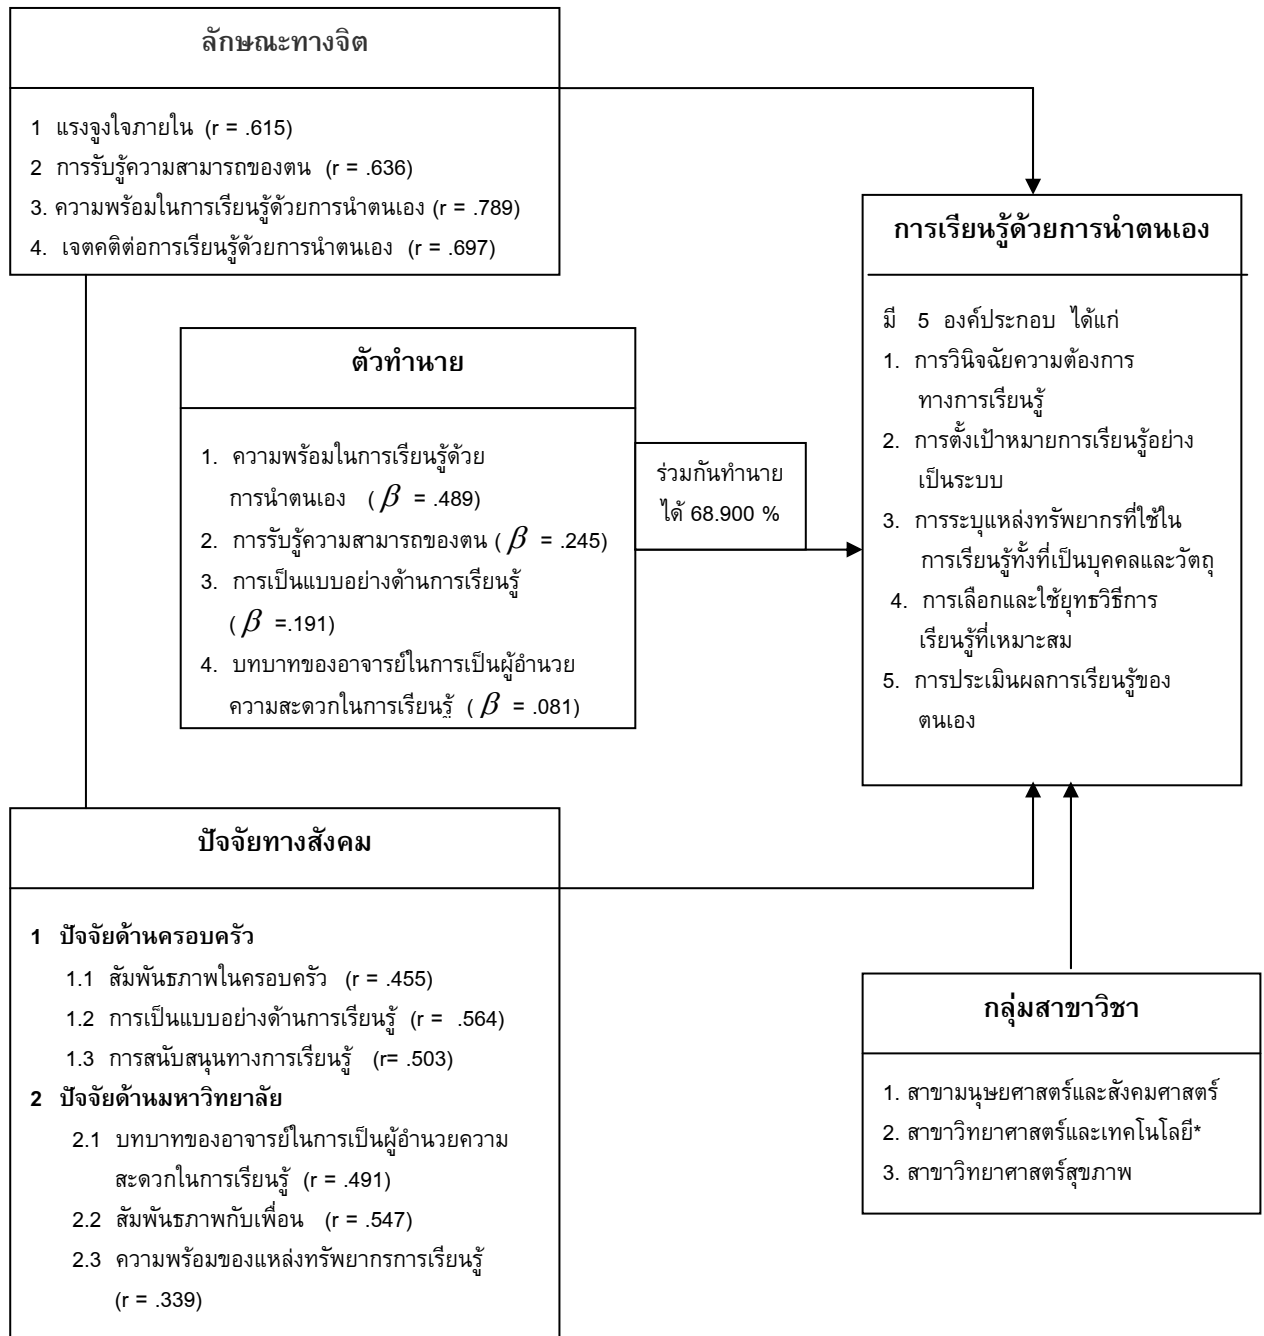 ลักษณะทางจิต
1 แรงจูงใจภายใน (r = .615)
2 การรับรู้ความสามารถของตน (r = .636)
3. ความพร้อมในการเรียนรู้ด้วยการนำตนเอง (r = .789)
4. เจตคติต่อการเรียนรู้ด้วยการนำตนเอง (r = .697)
ตัวทำนาย
1. ความพร้อมในการเรียนรู้ด้วย
การนำตนเอง ( β = .489)
2. การรับรู้ความสามารถของตน ( β = .245)
3. การเป็นแบบอย่างด้านการเรียนรู้
( β =.191)
4. บทบาทของอาจารย์ในการเป็นผู้อำนวย
ความสะดวกในการเรียนรู้ ( β = .081)
ร่วมกันทำนาย
ได้ 68.900 %
การเรียนรู้ด้วยการนำตนเอง
มี 5 องค์ประกอบ ได้แก่
1. การวินิจฉัยความต้องการ
ทางการเรียนรู้
2. การตั้งเป้าหมายการเรียนรู้อย่าง
เป็นระบบ
3. การระบุแหล่งทรัพยากรที่ใช้ใน
การเรียนรู้ทั้งที่เป็นบุคคลและวัตถุ
4. การเลือกและใช้ยุทธวิธีการ
เรียนรู้ที่เหมาะสม
5. การประเมินผลการเรียนรู้ของ
ตนเอง
ปัจจัยทางสังคม
1 ปัจจัยด้านครอบครัว
1.1 สัมพันธภาพในครอบครัว (r = .455)
1.2 การเป็นแบบอย่างด้านการเรียนรู้ (r = .564)
1.3 การสนับสนุนทางการเรียนรู้ (r= .503)
2 ปัจจัยด้านมหาวิทยาลัย
2.1 บทบาทของอาจารย์ในการเป็นผู้อำนวยความ
สะดวกในการเรียนรู้ (r = .491)
2.2 สัมพันธภาพกับเพื่อน (r = .547)
2.3 ความพร้อมของแหล่งทรัพยากรการเรียนรู้
(r = .339)
กลุ่มสาขาวิชา
1. สาขามนุษยศาสตร์และสังคมศาสตร์
2. สาขาวิทยาศาสตร์และเทคโนโลยี*
3. สาขาวิทยาศาสตร์สุขภาพ